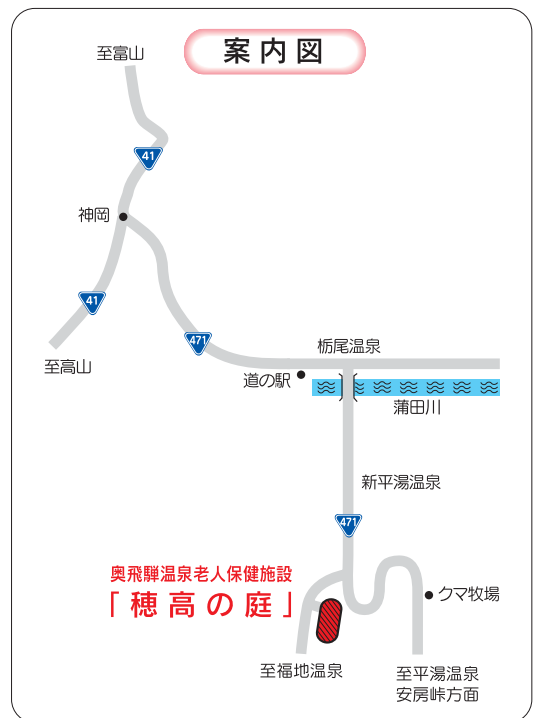 案内図
至富山
41
神岡
41
至高山
471
栃尾温泉
道の駅
蒲田川
新平湯温泉
471
奥飛騨温泉老人保健施設
「穂高の庭」
クマ牧場
至福地温泉
至平湯温泉
安房峠方面